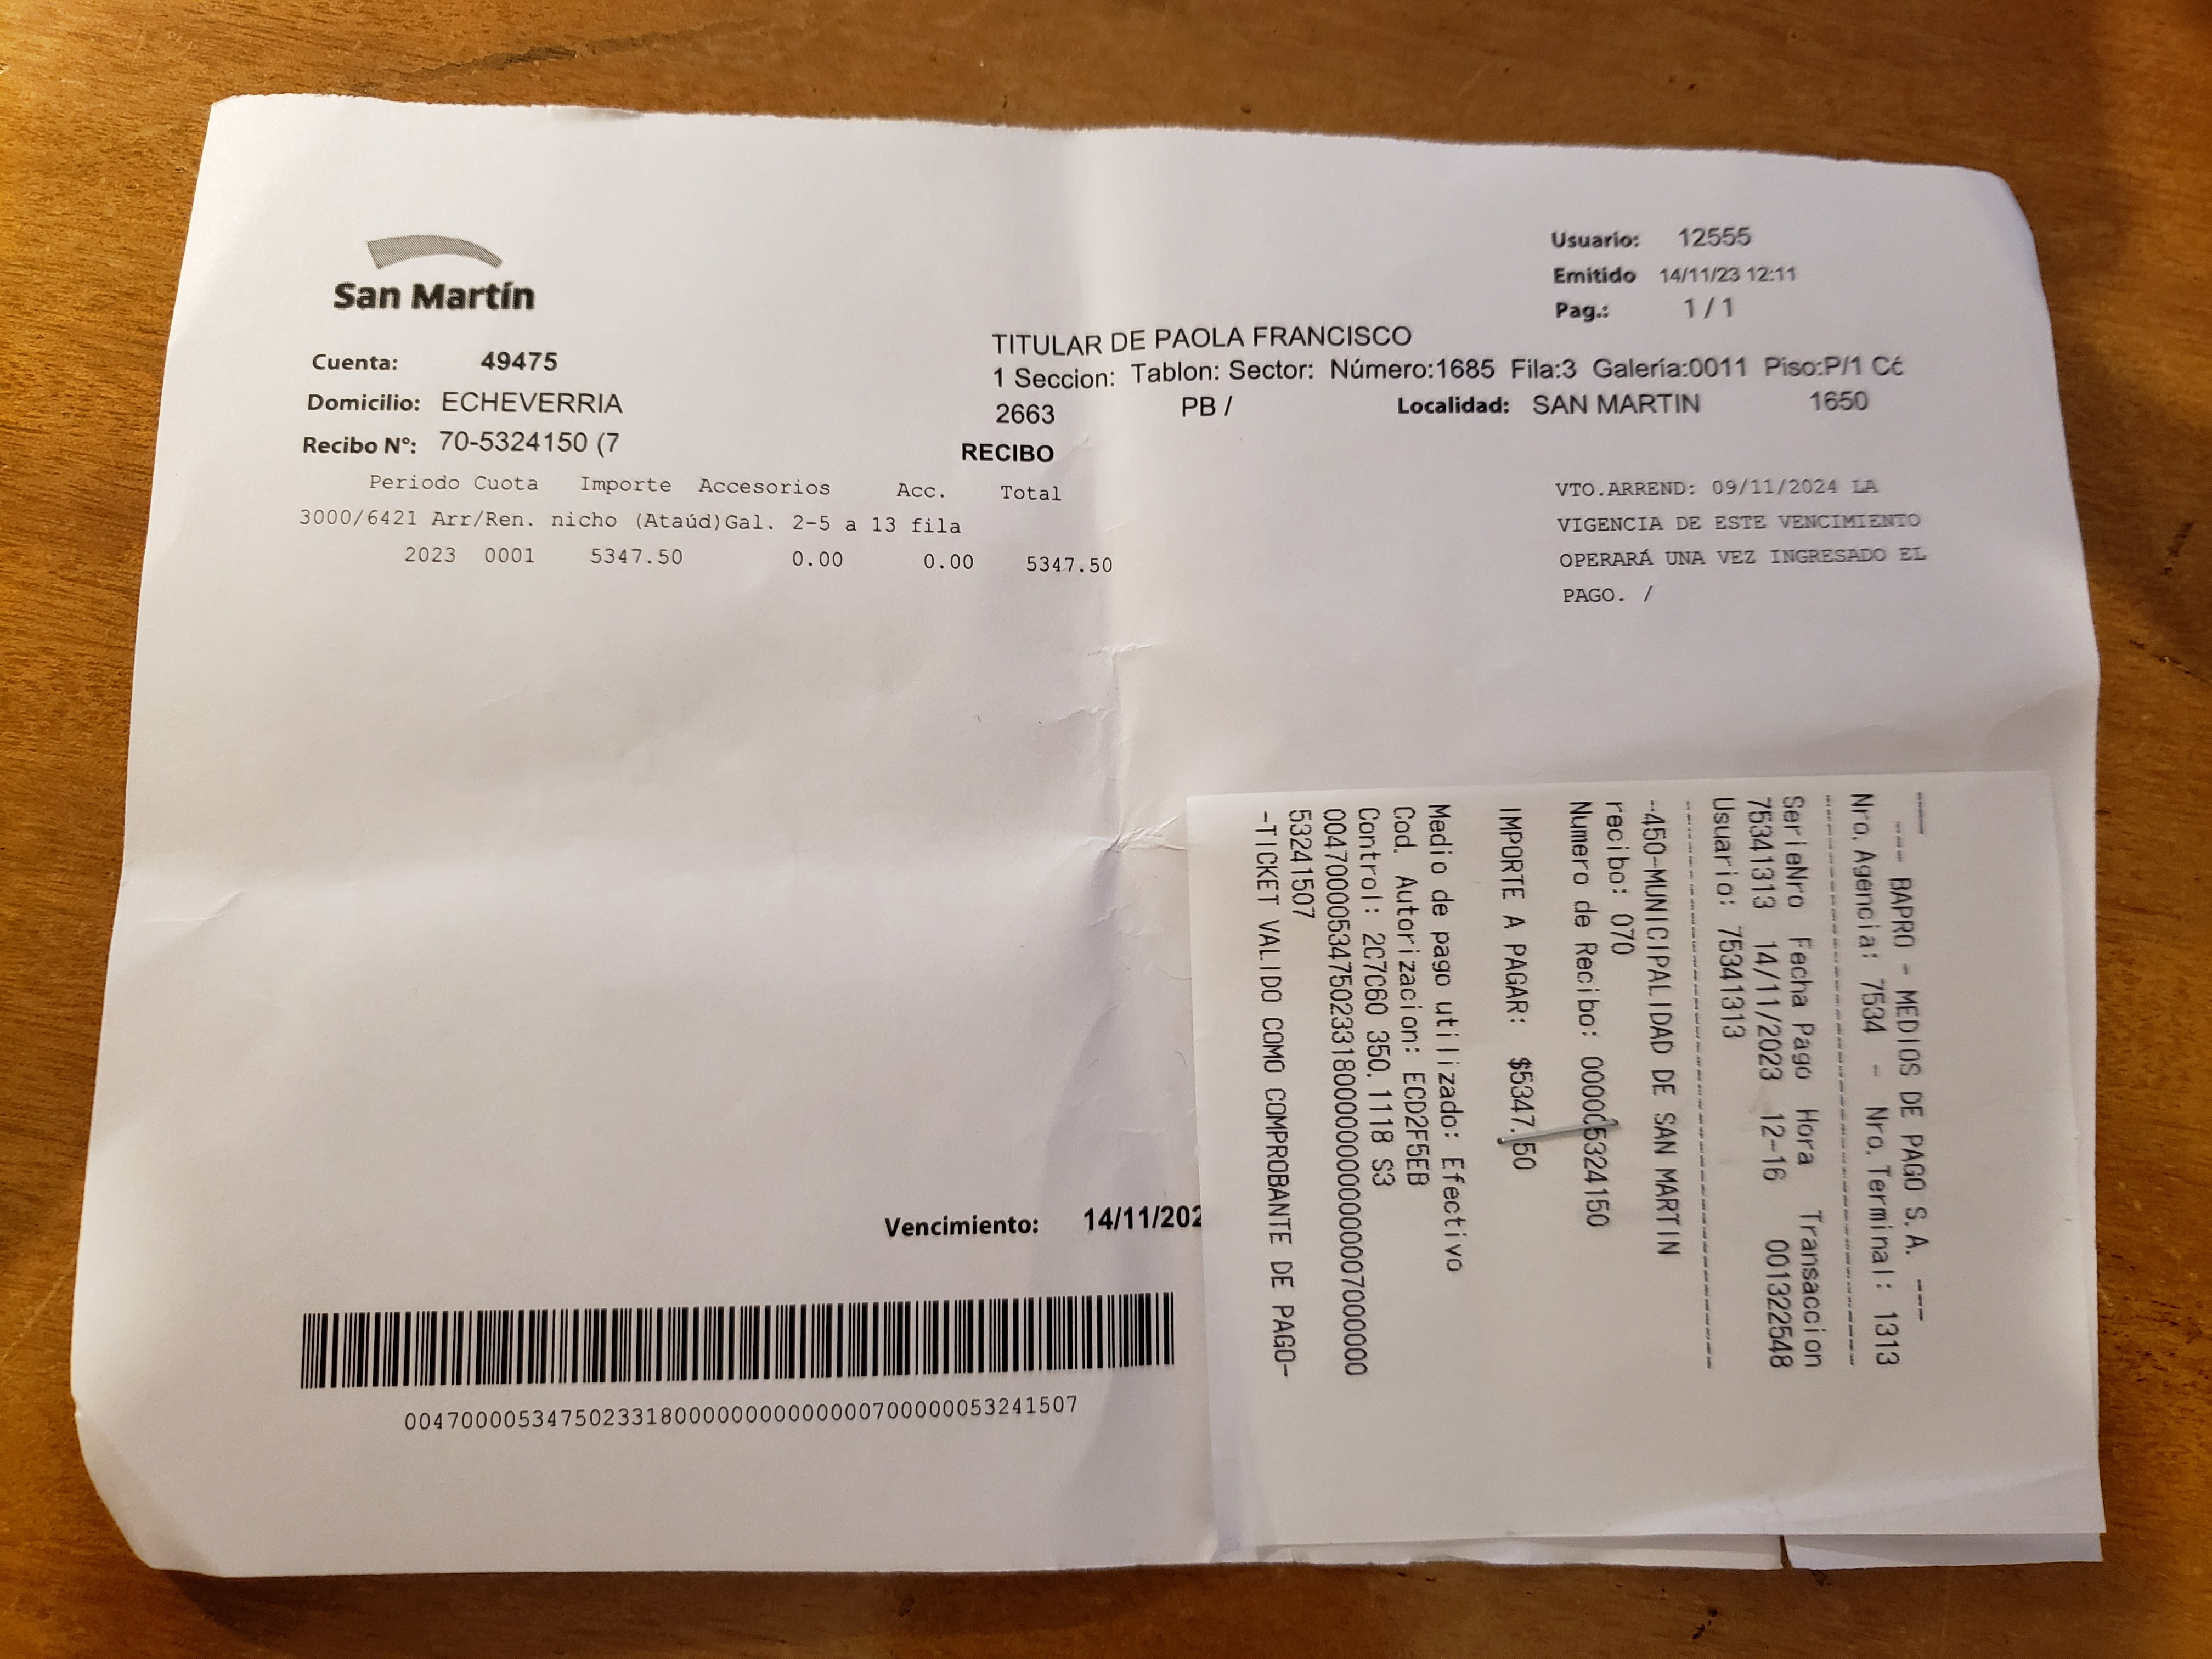 San Martín
Usuario: 12555
Emitido 14/11/23 12:11
Pag.: 1 / 1
TITULAR DE PAOLA FRANCISCO
Cuenta: 49475
1 Seccion: Tablon: Sector: Número:1685 Fila:3 Galería:0011 Piso:P/1 Cć
Domicilio: ECHEVERRIA 2663 PB / Localidad: SAN MARTIN 1650
Recibo Nº: 70-5324150 (7
RECIBO
Periodo Cuota Importe Accesorios Acc. Total
3000/6421 Arr/Ren. nicho (Ataúd)Gal. 2-5 a 13 fila
2023 0001 5347.50 0.00 0.00 5347.50
VTO.ARREND: 09/11/2024 LA
VIGENCIA DE ESTE VENCIMIENTO
OPERARÁ UNA VEZ INGRESADO EL
PAGO. /
Vencimiento: 14/11/202
004700005347502331800000000000000700000053241507
---- BAPRO - MEDIOS DE PAGO S.A. ----
Nro. Agencia: 7534 - Nro. Terminal: 1313
SerieNro Fecha Pago Hora Transaccion
75341313 14/11/2023 12-16 001322548
Usuario: 75341313
--450-MUNICIPALIDAD DE SAN MARTIN
recibo: 070
Numero de Recibo: 000005324150
IMPORTE A PAGAR: $5347.50
Medio de pago utilizado: Efectivo
Cod. Autorizacion: ECD2F5EB
Control: 2C7C60 350.1118 S3
0047000053475023318000000000000007000000
53241507
-TICKET VALIDO COMO COMPROBANTE DE PAGO-